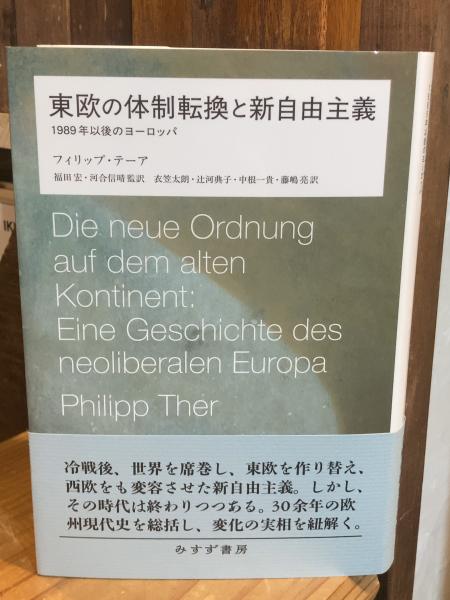 東欧の体制転換と新自由主義
1989年以後のヨーロッパ
フィリップ・テーア
福田 宏・河合信晴 監訳 衣笠太朗・辻河典子・中根一貴・藤嶋 亮 訳
Die neue Ordnung
auf dem alten
Kontinent:
Eine Geschichte des
neoliberalen Europa
Philipp Ther
冷戦後、世界を席巻し、東欧を作り替え、
西欧をも変容させた新自由主義。しかし、
その時代は終わりつつある。30余年の欧
州現代史を総括し、変化の実相を紐解く。
みすず書房